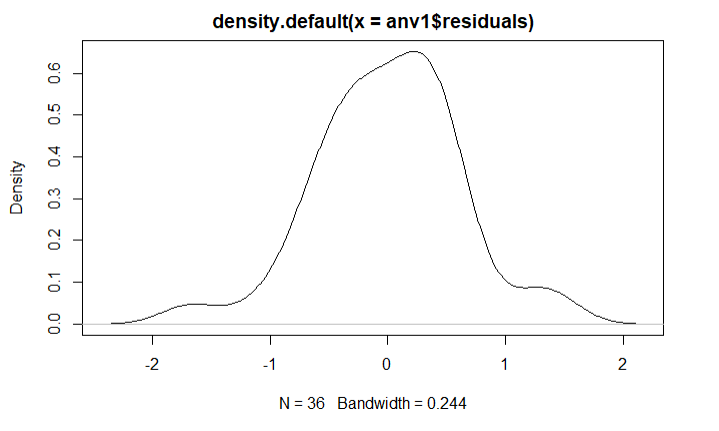 density.default(x = anv1$residuals)
Density
0.0 0.1 0.2 0.3 0.4 0.5 0.6
-2 -1 0 1 2
N = 36 Bandwidth = 0.244